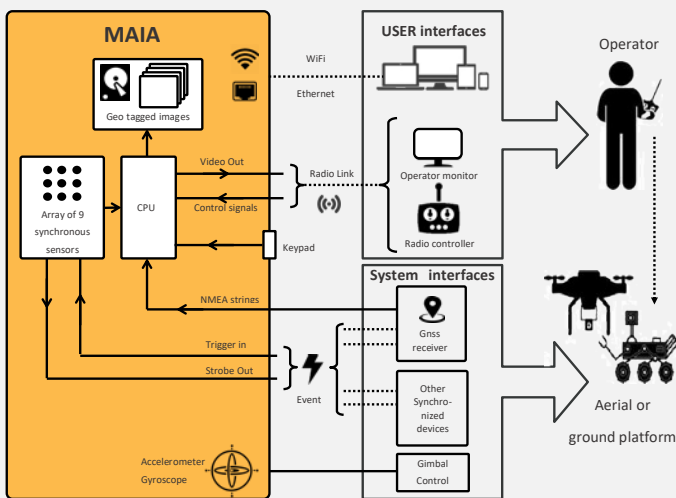 MAIA
USER interfaces
Operator
WiFi
Ethernet
Geo tagged images
Video Out
Radio Link
Operator monitor
Array of 9
synchronous
sensors
CPU
Control signals
Radio controller
Keypad
System interfaces
NMEA strings
Gnss
receiver
Trigger in
Strobe Out
Event
Other
Synchro-
nized
devices
Aerial or
ground platform
Accelerometer
Gyroscope
Gimbal
Control